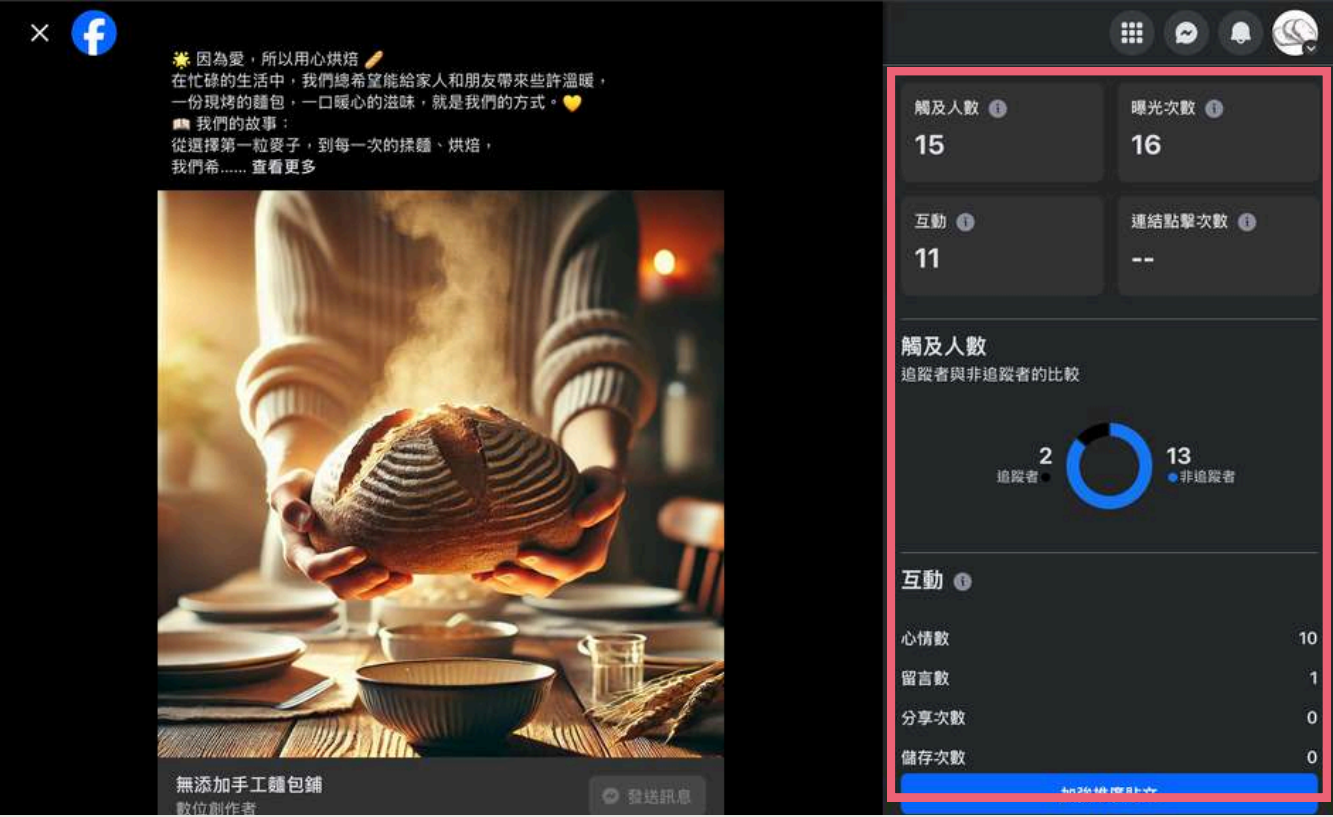 🌟 因為愛，所以用心烘焙 🥖
在忙碌的生活中，我們總希望能給家人和朋友帶來些許溫暖，
一份現烤的麵包，一口暖心的滋味，就是我們的方式。💛
📖 我們的故事：
從選擇第一粒麥子，到每一次的揉麵、烘焙，
我們希...... 查看更多
無添加手工麵包鋪
數位創作者
發送訊息
觸及人數
15
曝光次數
16
互動
11
連結點擊次數
--
觸及人數
追蹤者與非追蹤者的比較
2
追蹤者
13
非追蹤者
互動
心情數 10
留言數 1
分享次數 0
儲存次數 0
加強推廣貼文